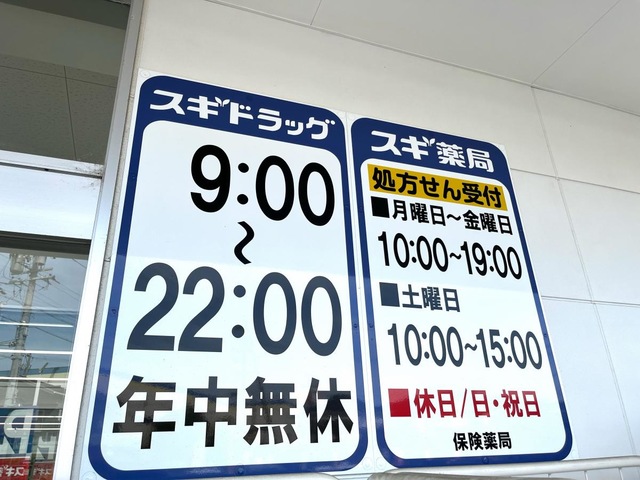 スギドラッグ
9:00
～
22:00
年中無休
スギ薬局
処方せん受付
■月曜日～金曜日
10:00～19:00
■土曜日
10:00～15:00
■休日/日・祝日
保険薬局